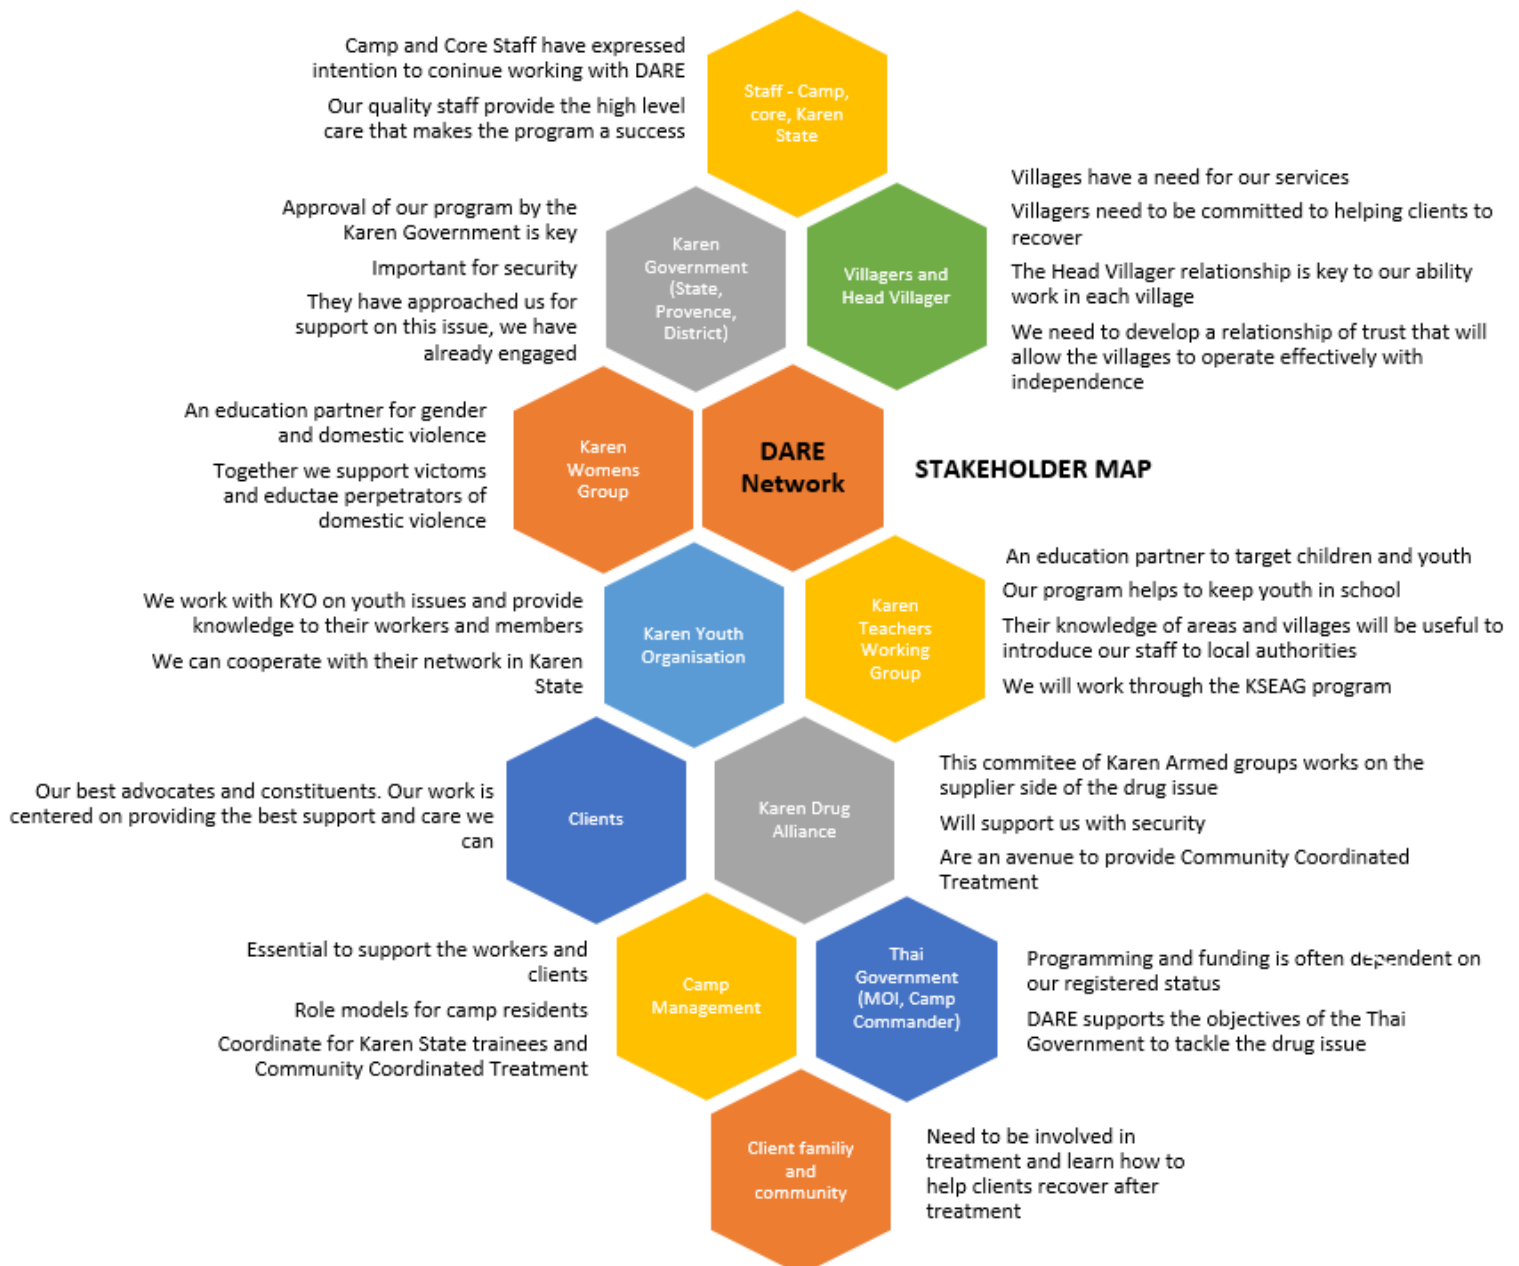 Camp and Core Staff have expressed
intention to coninue working with DARE
Our quality staff provide the high level
care that makes the program a success
Staff - Camp,
core, Karen
State
Approval of our program by the
Karen Government is key
Important for security
They have approached us for
support on this issue, we have
already engaged
Karen
Government
(State,
Provence,
District)
Villagers and
Head Villager
Villages have a need for our services
Villagers need to be committed to helping clients to
recover
The Head Villager relationship is key to our ability
work in each village
We need to develop a relationship of trust that will
allow the villages to operate effectively with
independence
An education partner for gender
and domestic violence
Together we support victoms
and eductae perpetrators of
domestic violence
Karen
Womens
Group
DARE
Network
STAKEHOLDER MAP
We work with KYO on youth issues and provide
knowledge to their workers and members
We can cooperate with their network in Karen
State
Karen Youth
Organisation
Karen
Teachers
Working
Group
An education partner to target children and youth
Our program helps to keep youth in school
Their knowledge of areas and villages will be useful to
introduce our staff to local authorities
We will work through the KSEAG program
Our best advocates and constituents. Our work is
centered on providing the best support and care we
can
Clients
Karen Drug
Alliance
This commitee of Karen Armed groups works on the
supplier side of the drug issue
Will support us with security
Are an avenue to provide Community Coordinated
Treatment
Essential to support the workers and
clients
Role models for camp residents
Coordinate for Karen State trainees and
Community Coordinated Treatment
Camp
Management
Thai
Government
(MOI, Camp
Commander)
Programming and funding is often dependent on
our registered status
DARE supports the objectives of the Thai
Government to tackle the drug issue
Client familiy
and
community
Need to be involved in
treatment and learn how to
help clients recover after
treatment